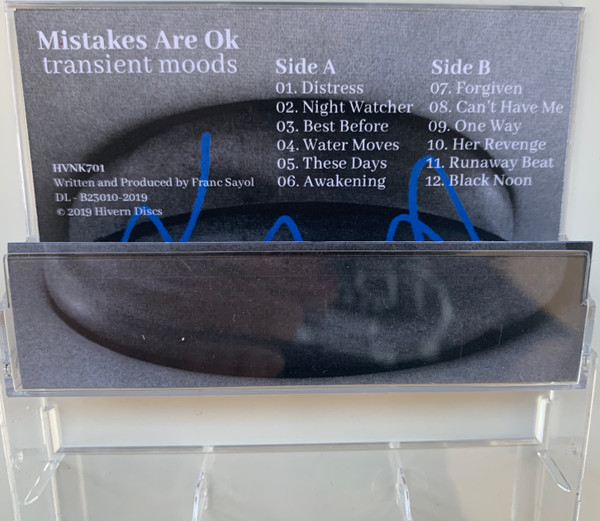 Mistakes Are Ok
transient moods
Side A
01. Distress
02. Night Watcher
03. Best Before
04. Water Moves
05. These Days
06. Awakening
Side B
07. Forgiven
08. Can't Have Me
09. One Way
10. Her Revenge
11. Runaway Beat
12. Black Noon
HVNK701
Written and Produced by Franc Sayol
DL - B23010-2019
© 2019 Hivern Discs